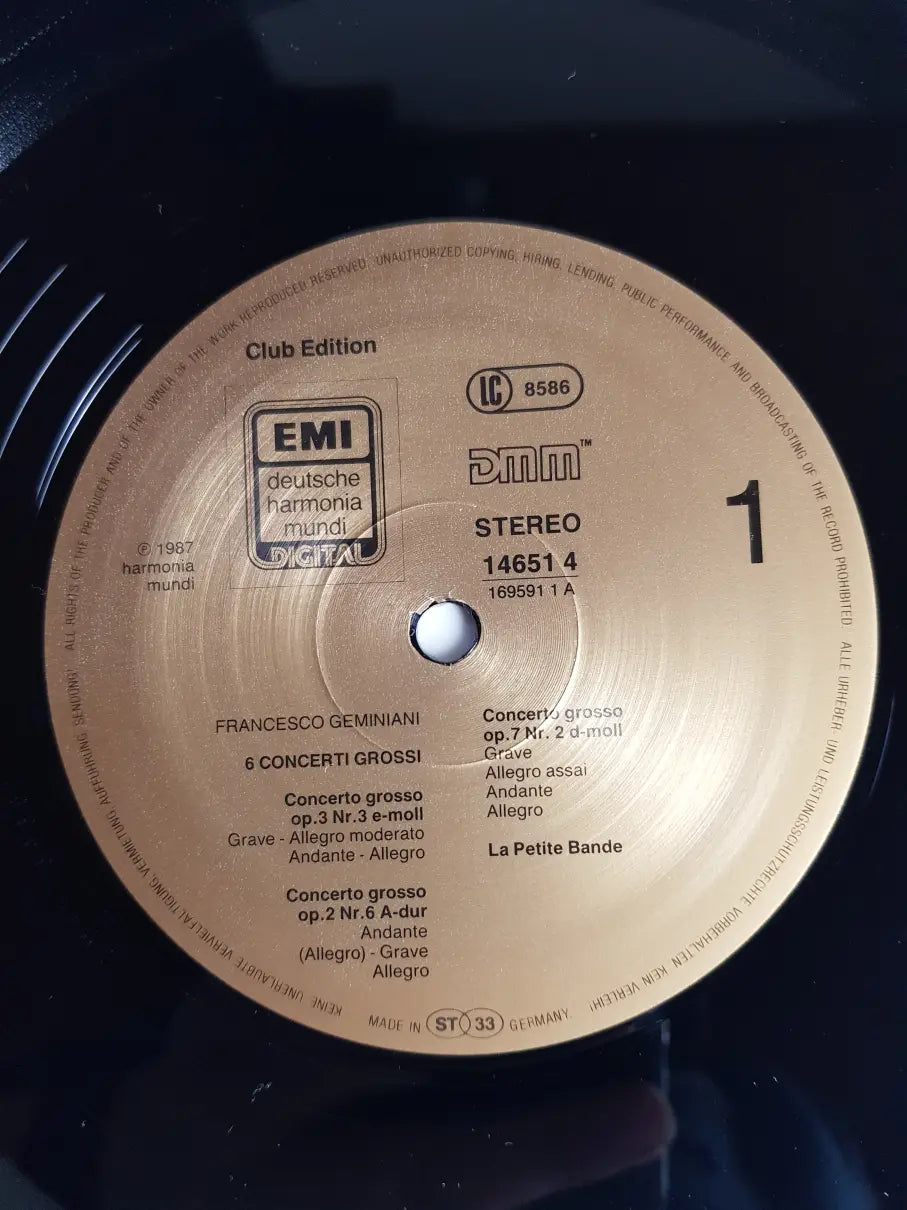 ALL RIGHTS OF THE PRODUCER AND OF THE OWNER OF THE WORK REPRODUCED RESERVED. UNAUTHORIZED COPYING, HIRING, LENDING, PUBLIC PERFORMANCE AND BROADCASTING OF THE RECORD PROHIBITED.
ALLE URHEBER- UND LEISTUNGSSCHUTZRECHTE VORBEHALTEN KEIN VERLEIH!
KEINE UNERLAUBTE VERVIELFÄLTIGUNG, VERMIETUNG, AUFFÜHRUNG, SENDUNG!
Club Edition
EMI
deutsche
harmonia
mundi
DIGITAL
℗ 1987
harmonia
mundi
LC 8586
DMM™
STEREO
14651 4
169591 1 A
1
FRANCESCO GEMINIANI
6 CONCERTI GROSSI
Concerto grosso
op.3 Nr.3 e-moll
Grave - Allegro moderato
Andante - Allegro
Concerto grosso
op.2 Nr.6 A-dur
Andante
(Allegro) - Grave
Allegro
Concerto grosso
op.7 Nr. 2 d-moll
Grave
Allegro assai
Andante
Allegro
La Petite Bande
MADE IN ST 33 GERMANY.